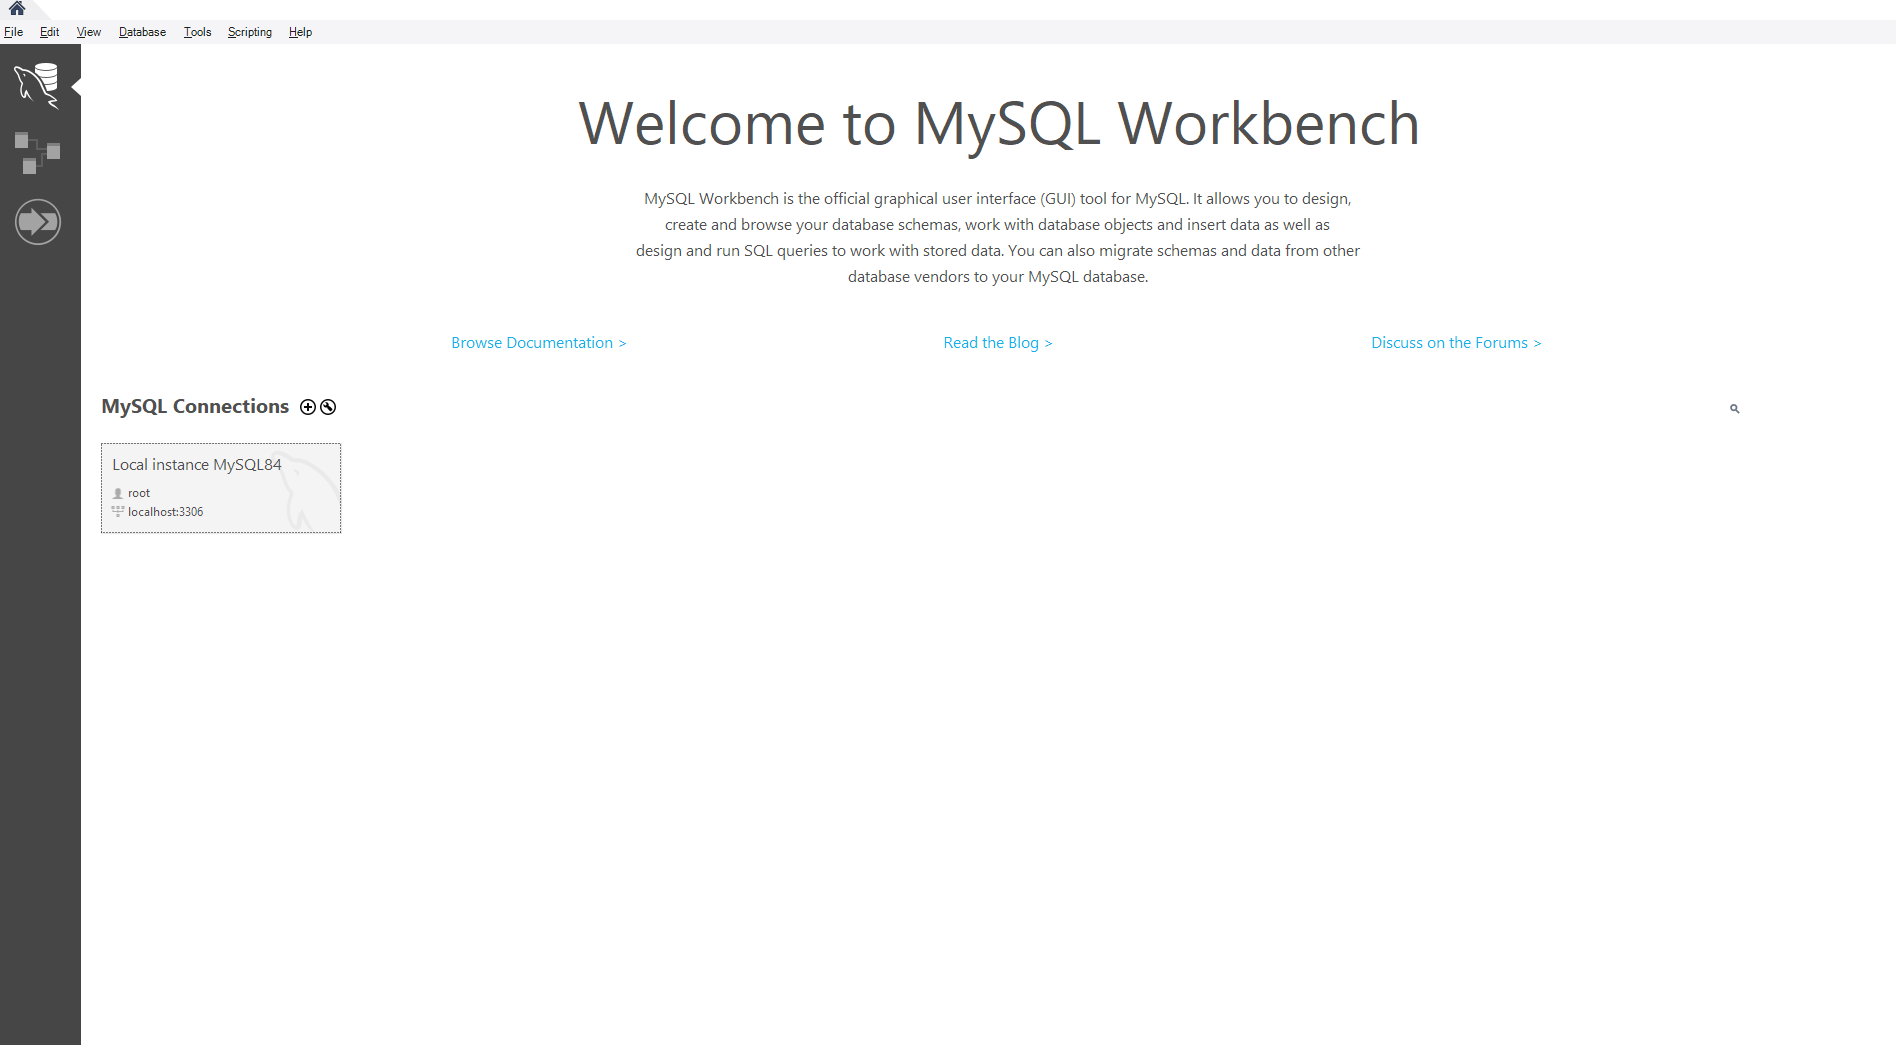 File Edit View Database Tools Scripting Help
Welcome to MySQL Workbench
MySQL Workbench is the official graphical user interface (GUI) tool for MySQL. It allows you to design,
create and browse your database schemas, work with database objects and insert data as well as
design and run SQL queries to work with stored data. You can also migrate schemas and data from other
database vendors to your MySQL database.
Browse Documentation > Read the Blog > Discuss on the Forums >
MySQL Connections
Local instance MySQL84
root
localhost:3306